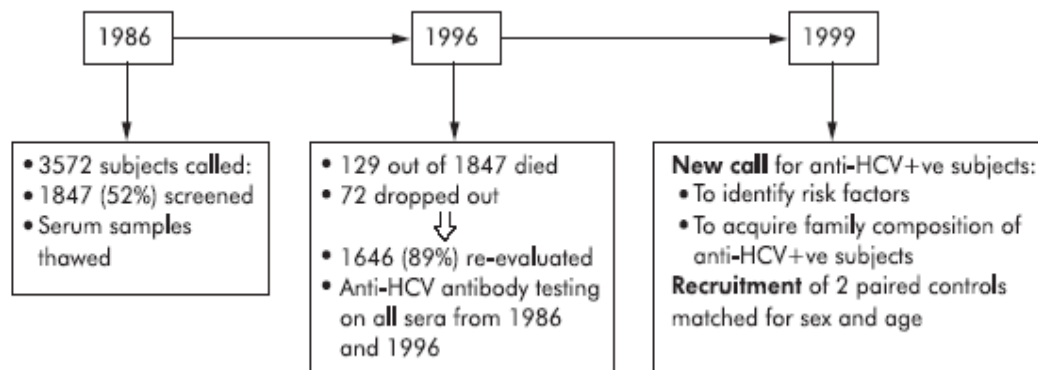 1986
1996
1999
• 3572 subjects called:
• 1847 (52%) screened
• Serum samples
thawed
• 129 out of 1847 died
• 72 dropped out
• 1646 (89%) re-evaluated
• Anti-HCV antibody testing
on all sera from 1986
and 1996
New call for anti-HCV+ve subjects:
• To identify risk factors
• To acquire family composition of
anti-HCV+ve subjects
Recruitment of 2 paired controls
matched for sex and age